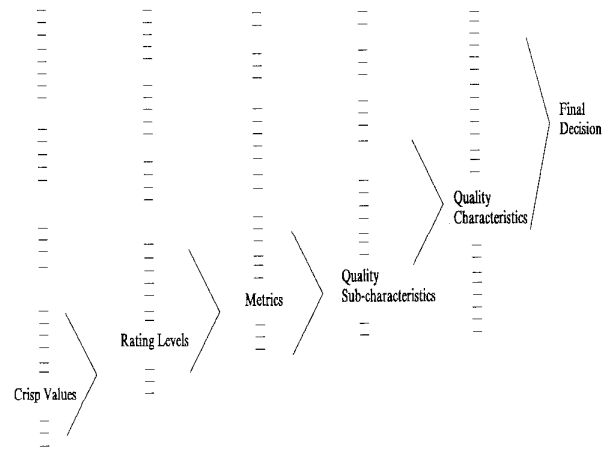 Final
Decision
Quality
Characteristics
Quality
Sub-characteristics
Metrics
Rating Levels
Crisp Values